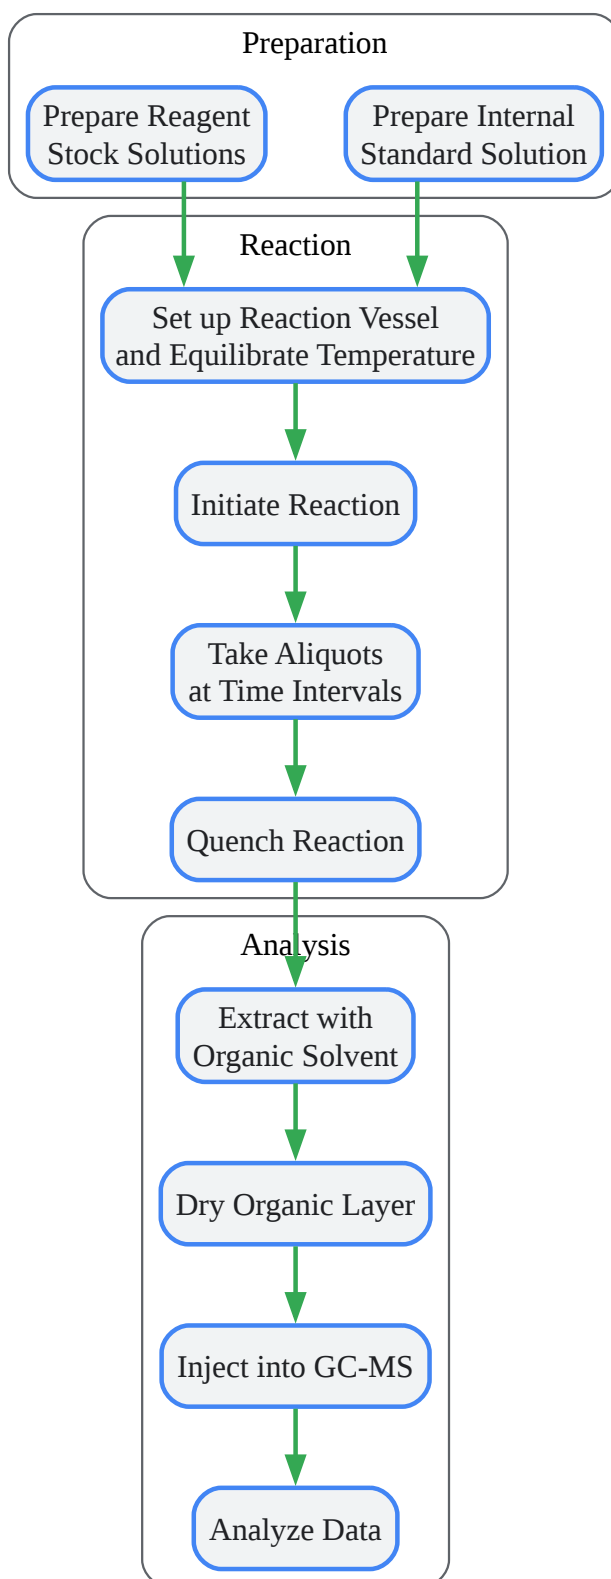 Preparation
Prepare Reagent
Stock Solutions
Prepare Internal
Standard Solution
Reaction
Set up Reaction Vessel
and Equilibrate Temperature
Initiate Reaction
Take Aliquots
at Time Intervals
Quench Reaction
Analysis
Extract with
Organic Solvent
Dry Organic Layer
Inject into GC-MS
Analyze Data